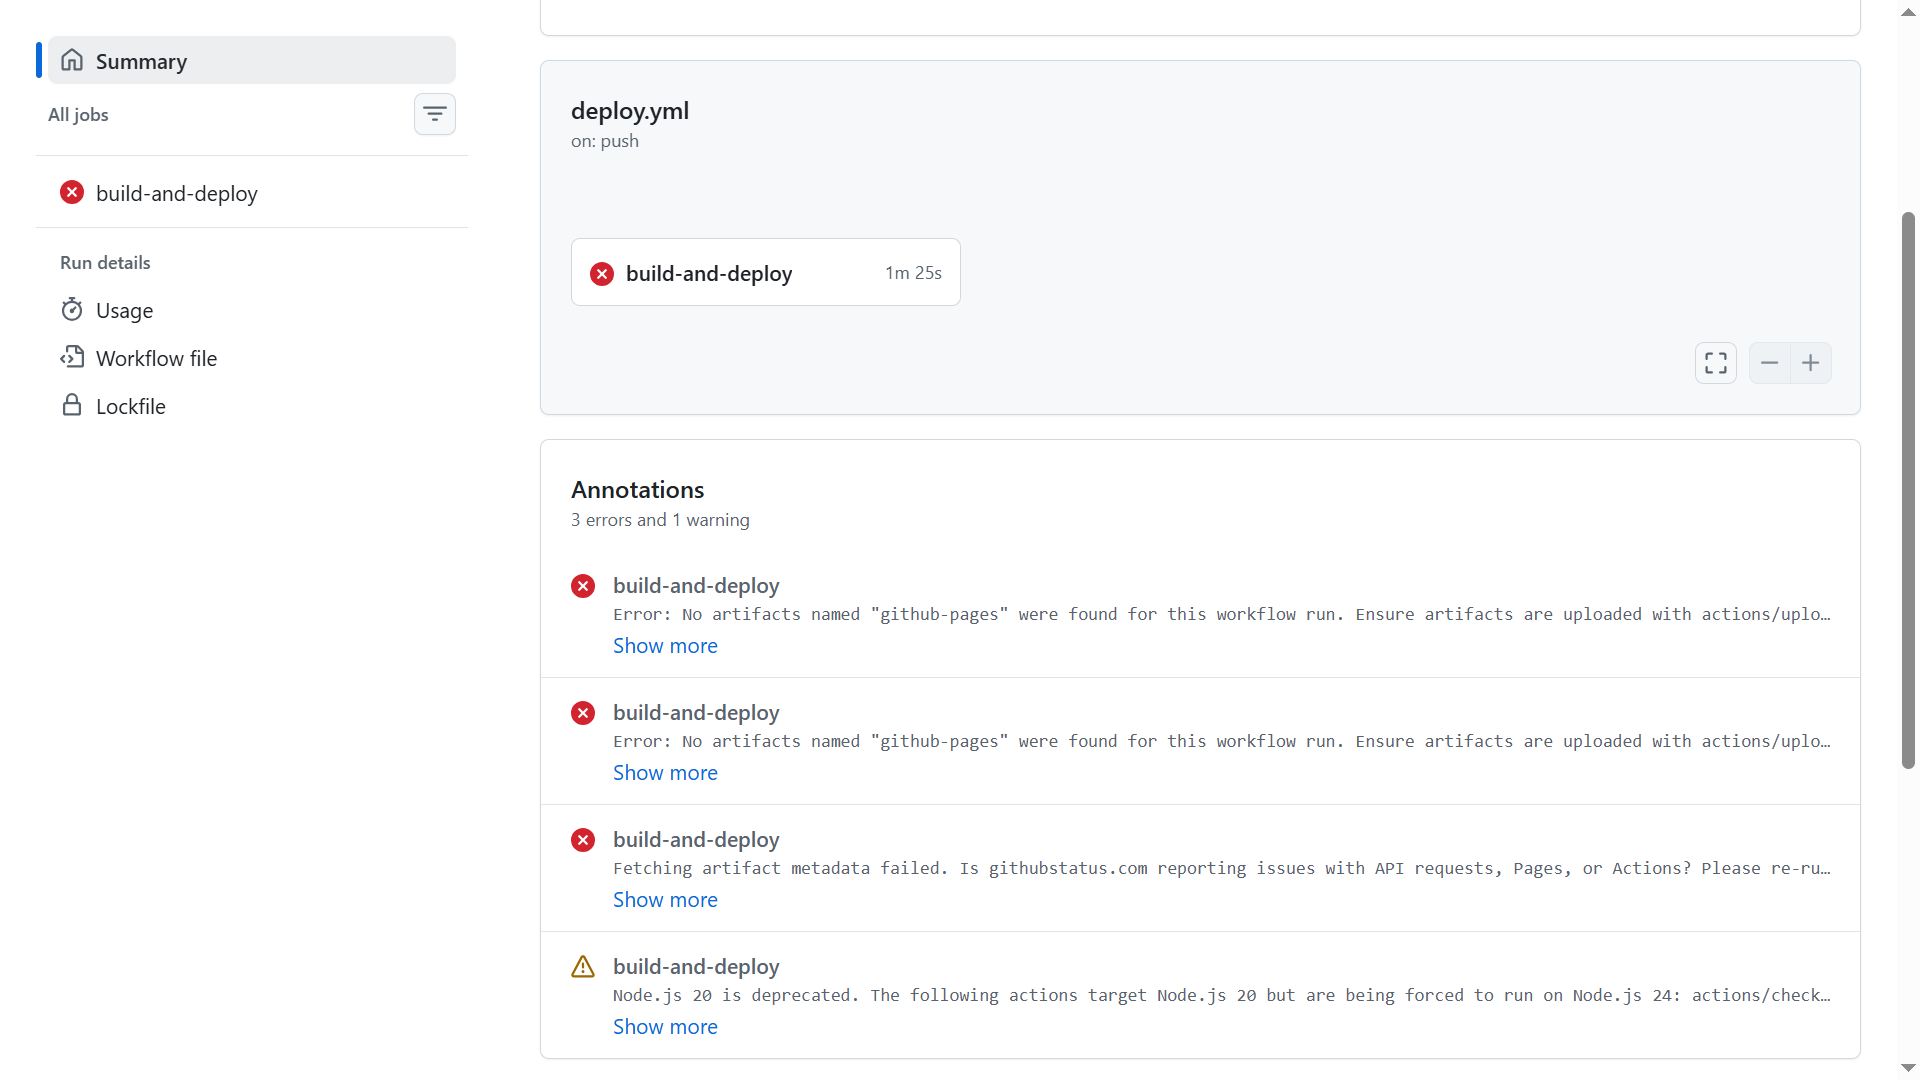 Summary
All jobs
build-and-deploy
Run details
Usage
Workflow file
Lockfile
deploy.yml
on: push
build-and-deploy 1m 25s
Annotations
3 errors and 1 warning
build-and-deploy
Error: No artifacts named "github-pages" were found for this workflow run. Ensure artifacts are uploaded with actions/uplo…
Show more
build-and-deploy
Error: No artifacts named "github-pages" were found for this workflow run. Ensure artifacts are uploaded with actions/uplo…
Show more
build-and-deploy
Fetching artifact metadata failed. Is githubstatus.com reporting issues with API requests, Pages, or Actions? Please re-ru…
Show more
build-and-deploy
Node.js 20 is deprecated. The following actions target Node.js 20 but are being forced to run on Node.js 24: actions/check…
Show more